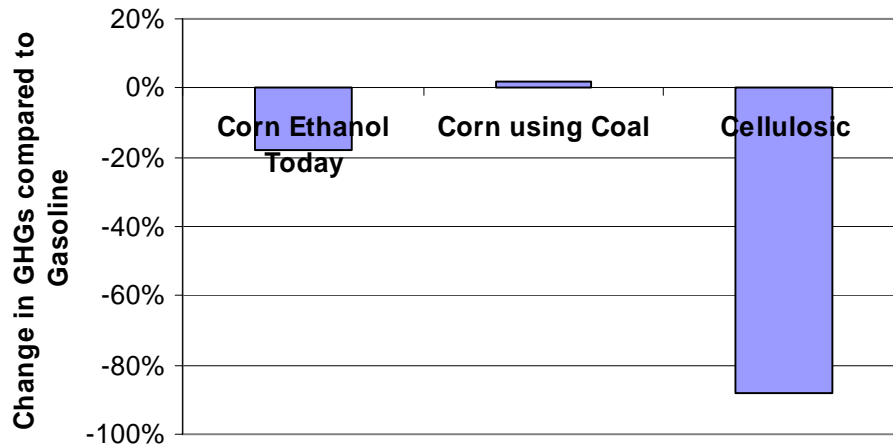 Change in GHGs compared to
Gasoline
20%
0%
-20%
-40%
-60%
-80%
-100%
Corn Ethanol
Today
Corn using Coal
Cellulosic